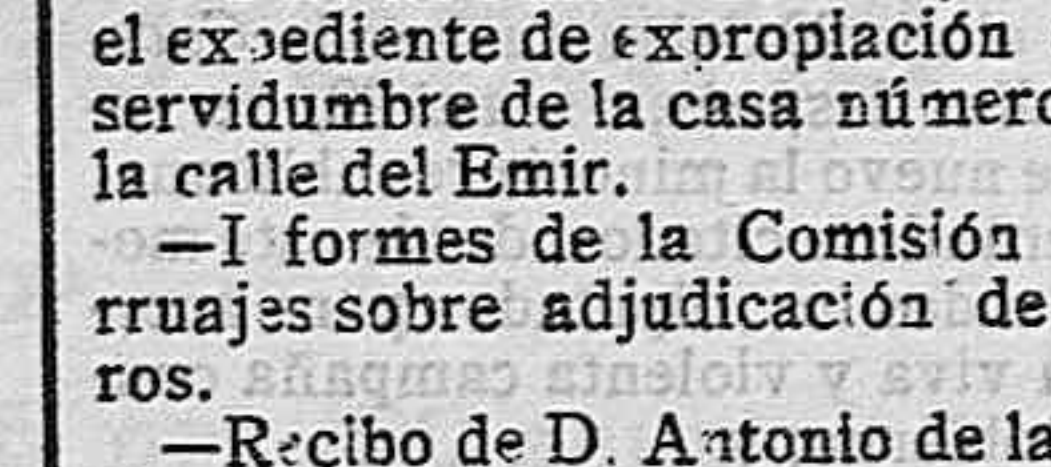 el expediente de expropiación
servidumbre de la casa número
la calle del Emir.
—I formes de la Comisión
rruajes sobre adjudicación de
ros.
—Recibo de D. Antonio de la